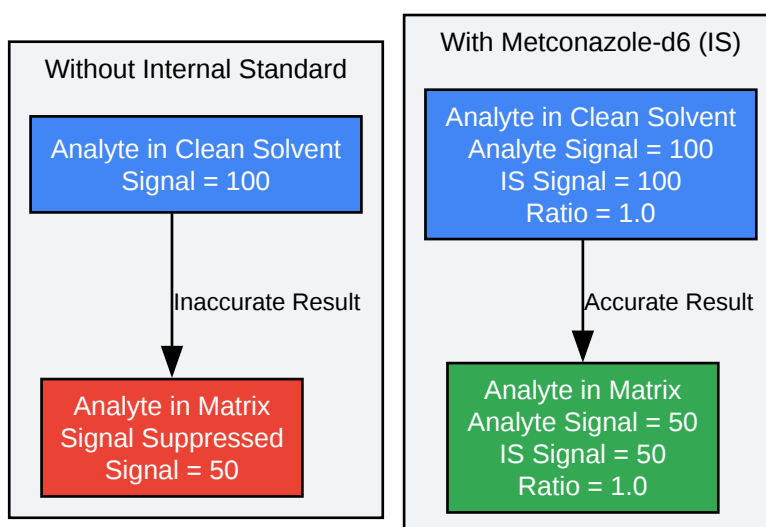 Without Internal Standard
Analyte in Clean Solvent
Signal = 100
Inaccurate Result
Analyte in Matrix
Signal Suppressed
Signal = 50
With Metconazole-d6 (IS)
Analyte in Clean Solvent
Analyte Signal = 100
IS Signal = 100
Ratio = 1.0
Accurate Result
Analyte in Matrix
Analyte Signal = 50
IS Signal = 50
Ratio = 1.0